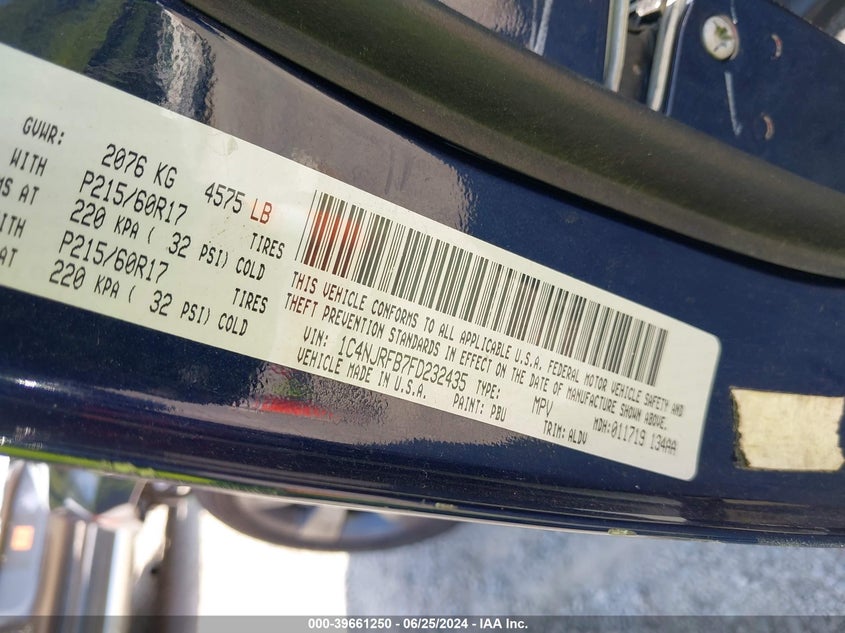 GVWR: 2076 KG 4575 LB
WITH P215/60R17 TIRES
MS AT 220 KPA ( 32 PSI) COLD
ITH P215/60R17 TIRES
AT 220 KPA ( 32 PSI) COLD
THIS VEHICLE CONFORMS TO ALL APPLICABLE U.S.A. FEDERAL MOTOR VEHICLE SAFETY AND
THEFT PREVENTION STANDARDS IN EFFECT ON THE DATE OF MANUFACTURE SHOWN ABOVE.
VIN: 1C4NJRFB7FD232435 TYPE: MPV MDH:011719 134AA
VEHICLE MADE IN U.S.A. PAINT: PBU TRIM: ALDV
000-39661250 - 06/25/2024 - IAA Inc.